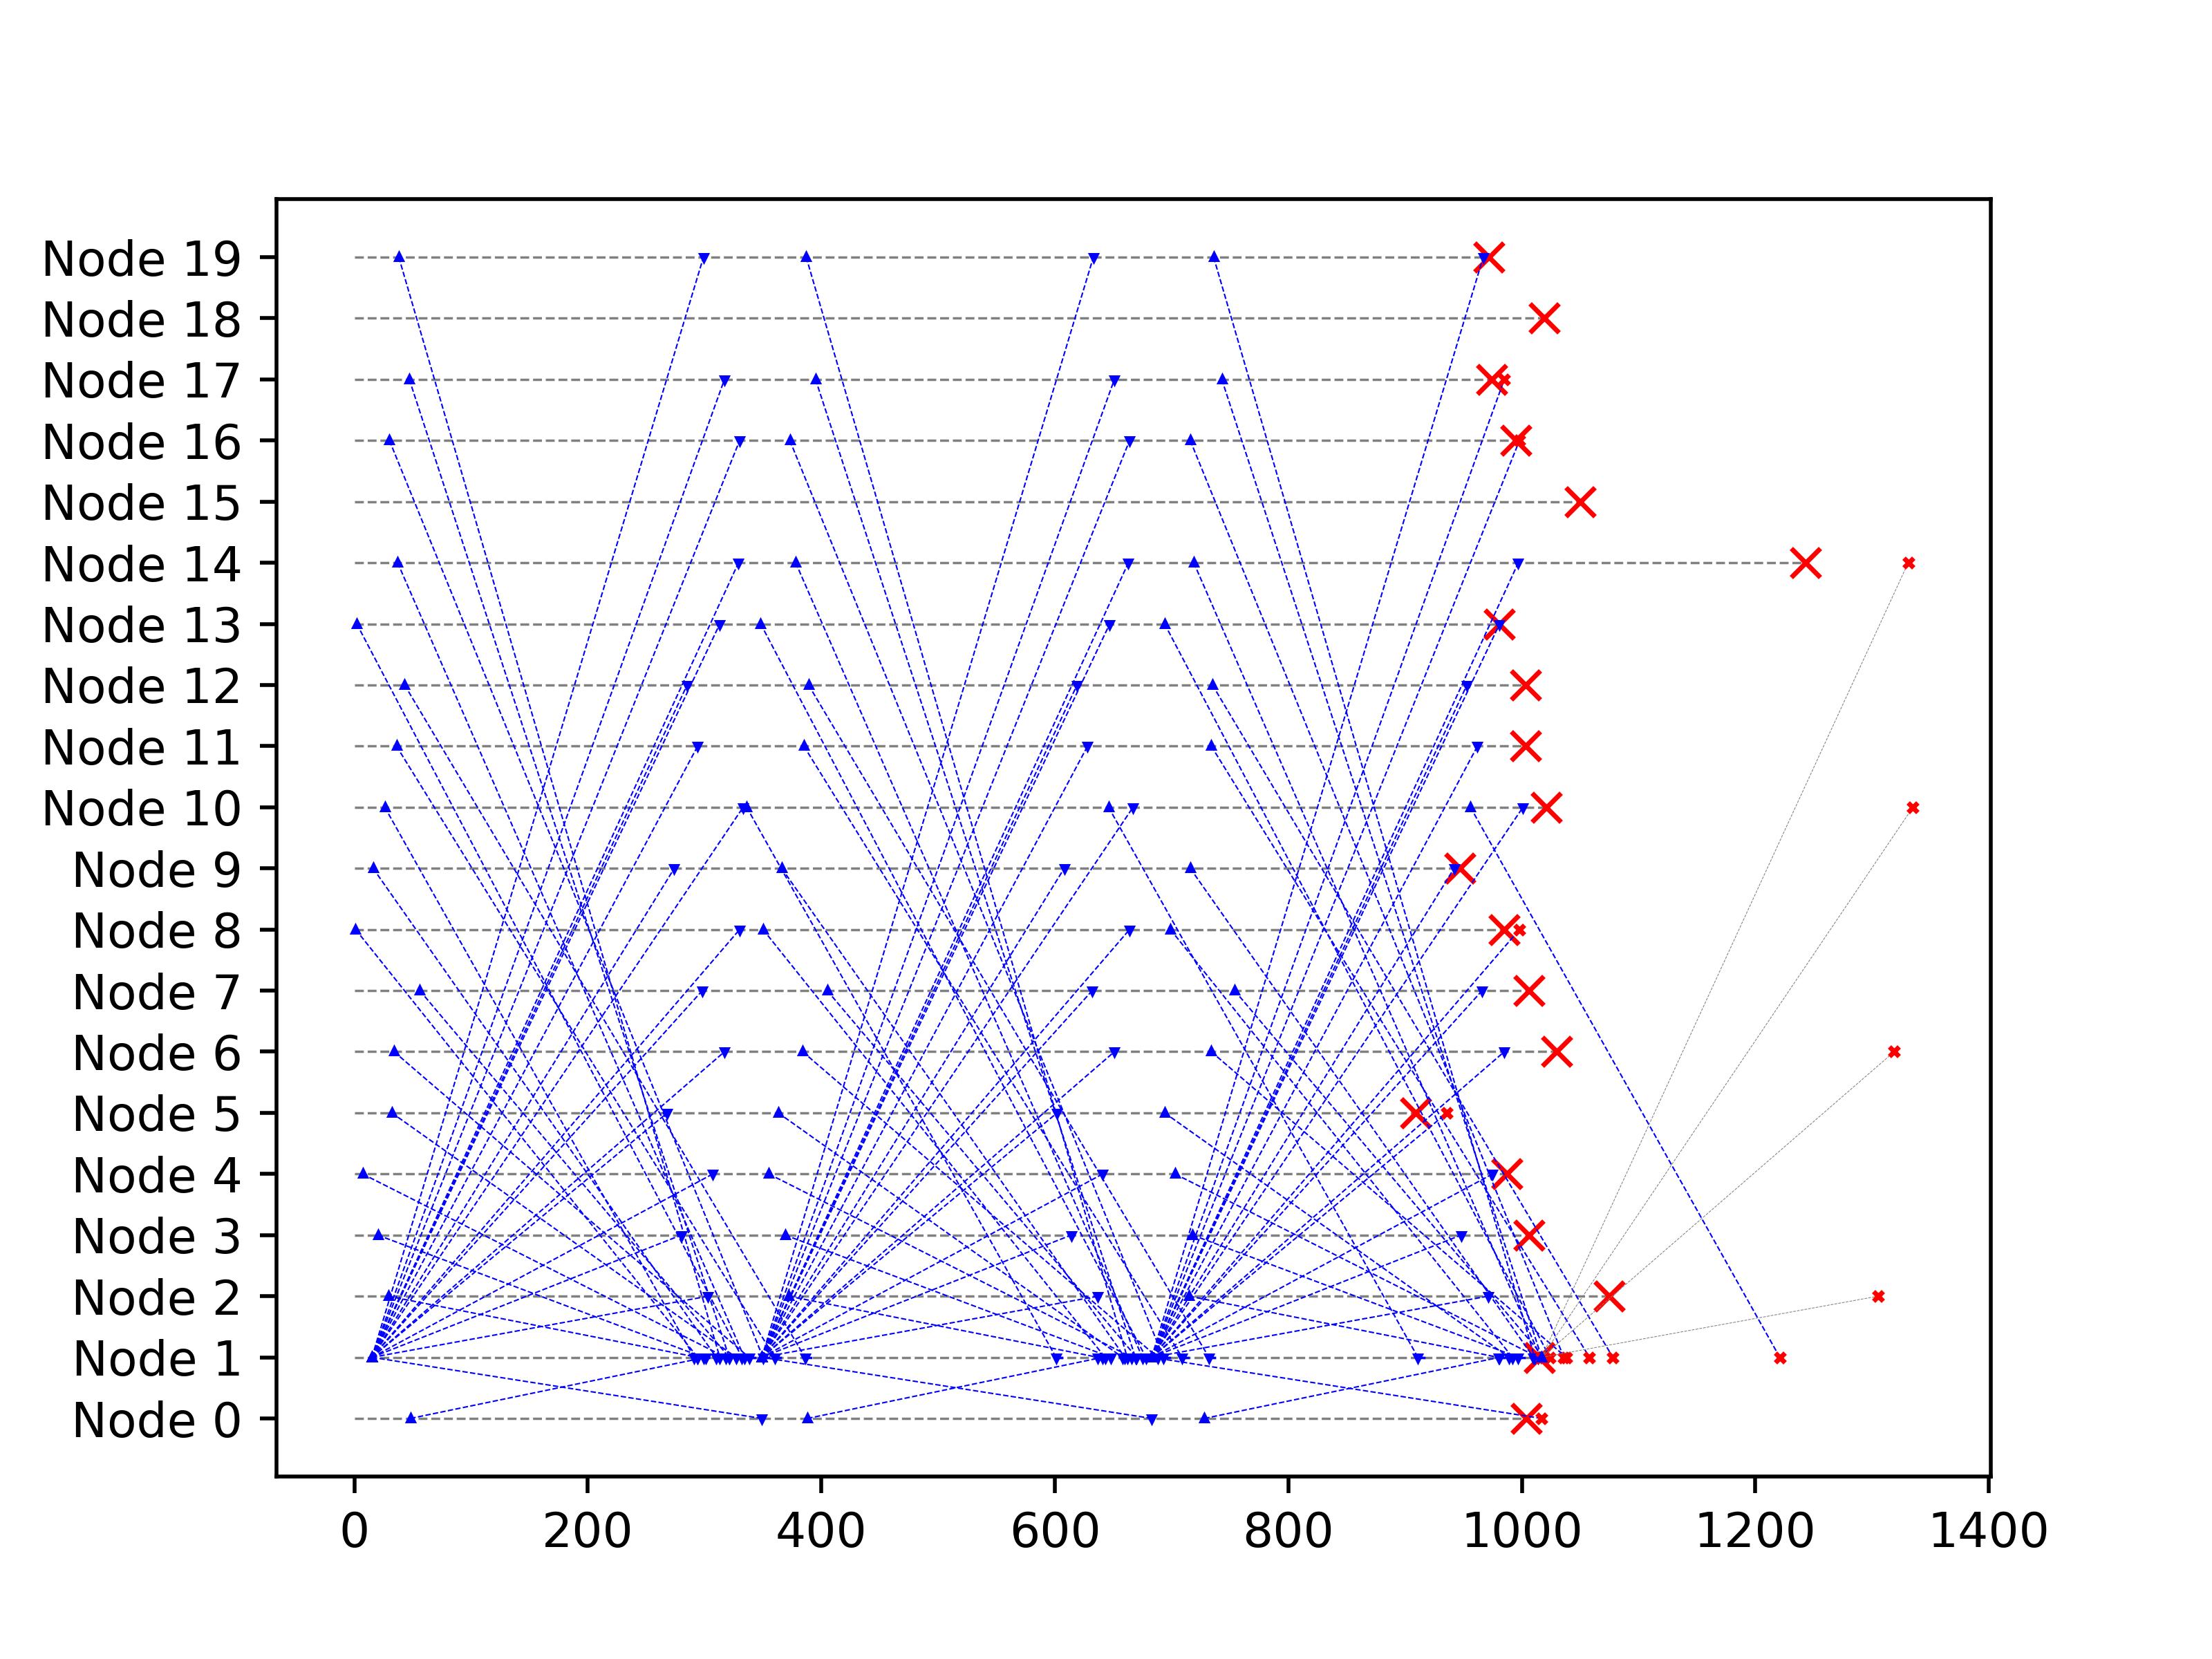 Node 19
Node 18
Node 17
Node 16
Node 15
Node 14
Node 13
Node 12
Node 11
Node 10
Node 9
Node 8
Node 7
Node 6
Node 5
Node 4
Node 3
Node 2
Node 1
Node 0
0 200 400 600 800 1000 1200 1400